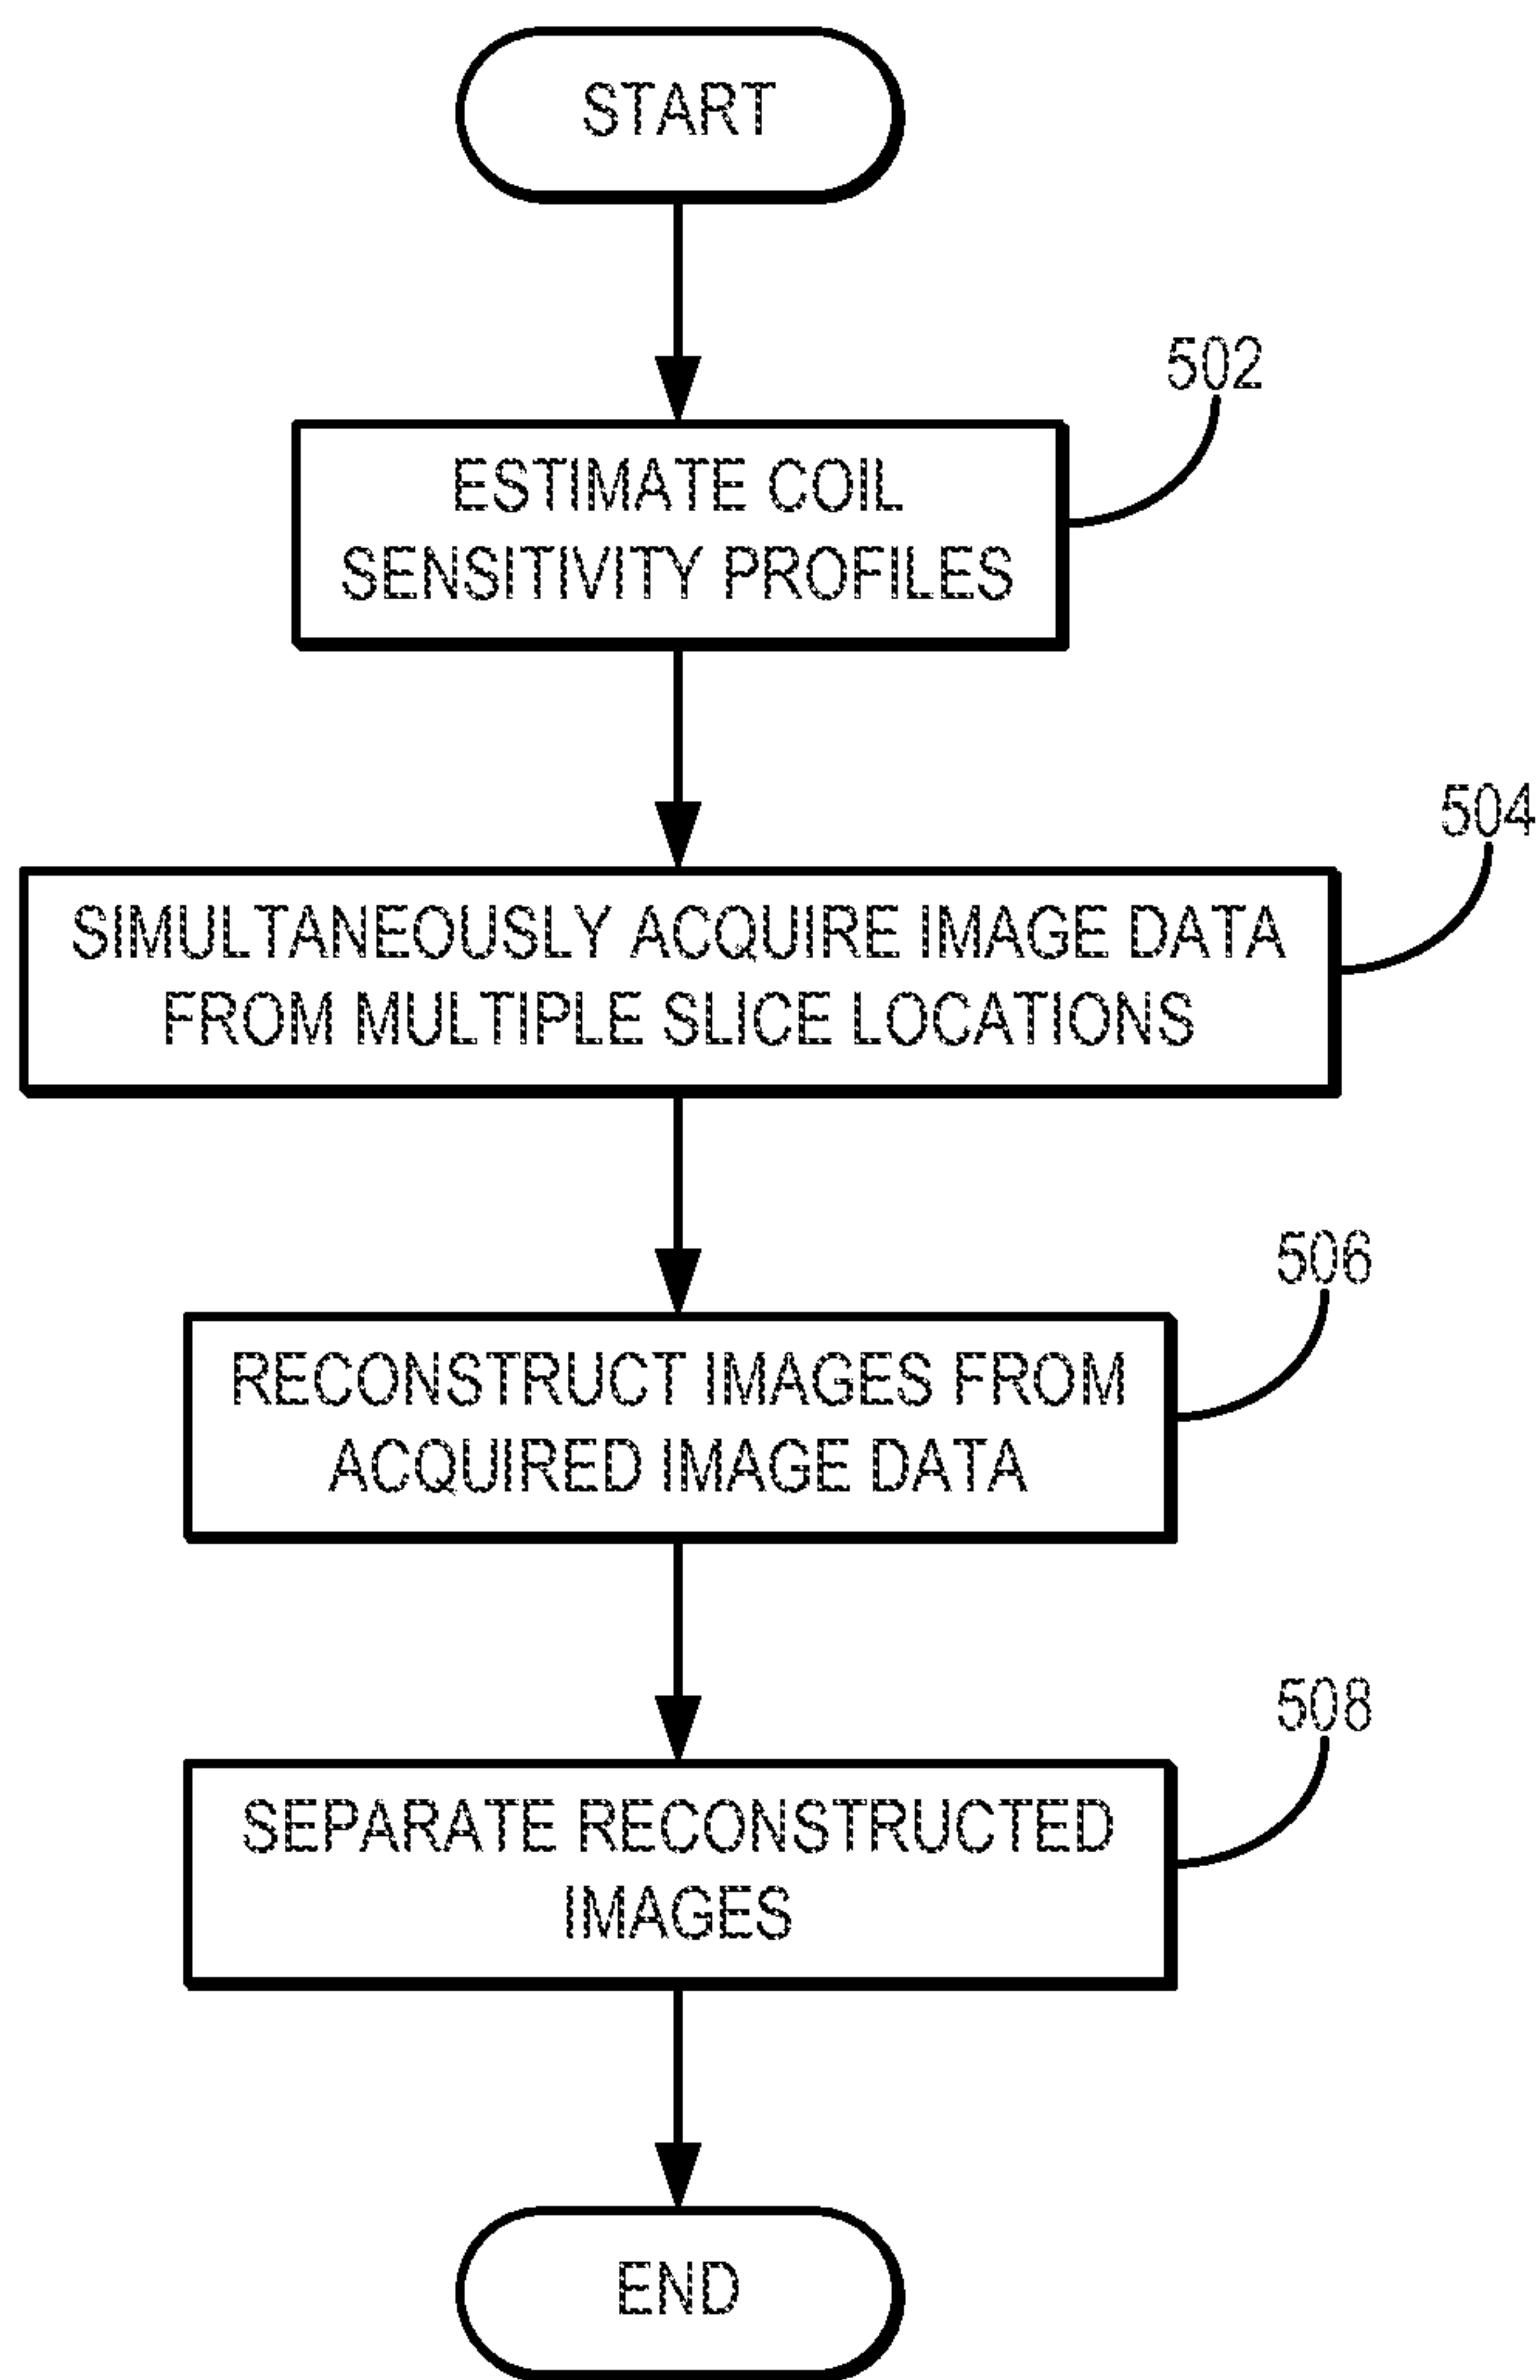 START
502
ESTIMATE COIL
SENSITIVITY PROFILES
504
SIMULTANEOUSLY ACQUIRE IMAGE DATA
FROM MULTIPLE SLICE LOCATIONS
506
RECONSTRUCT IMAGES FROM
ACQUIRED IMAGE DATA
508
SEPARATE RECONSTRUCTED
IMAGES
END